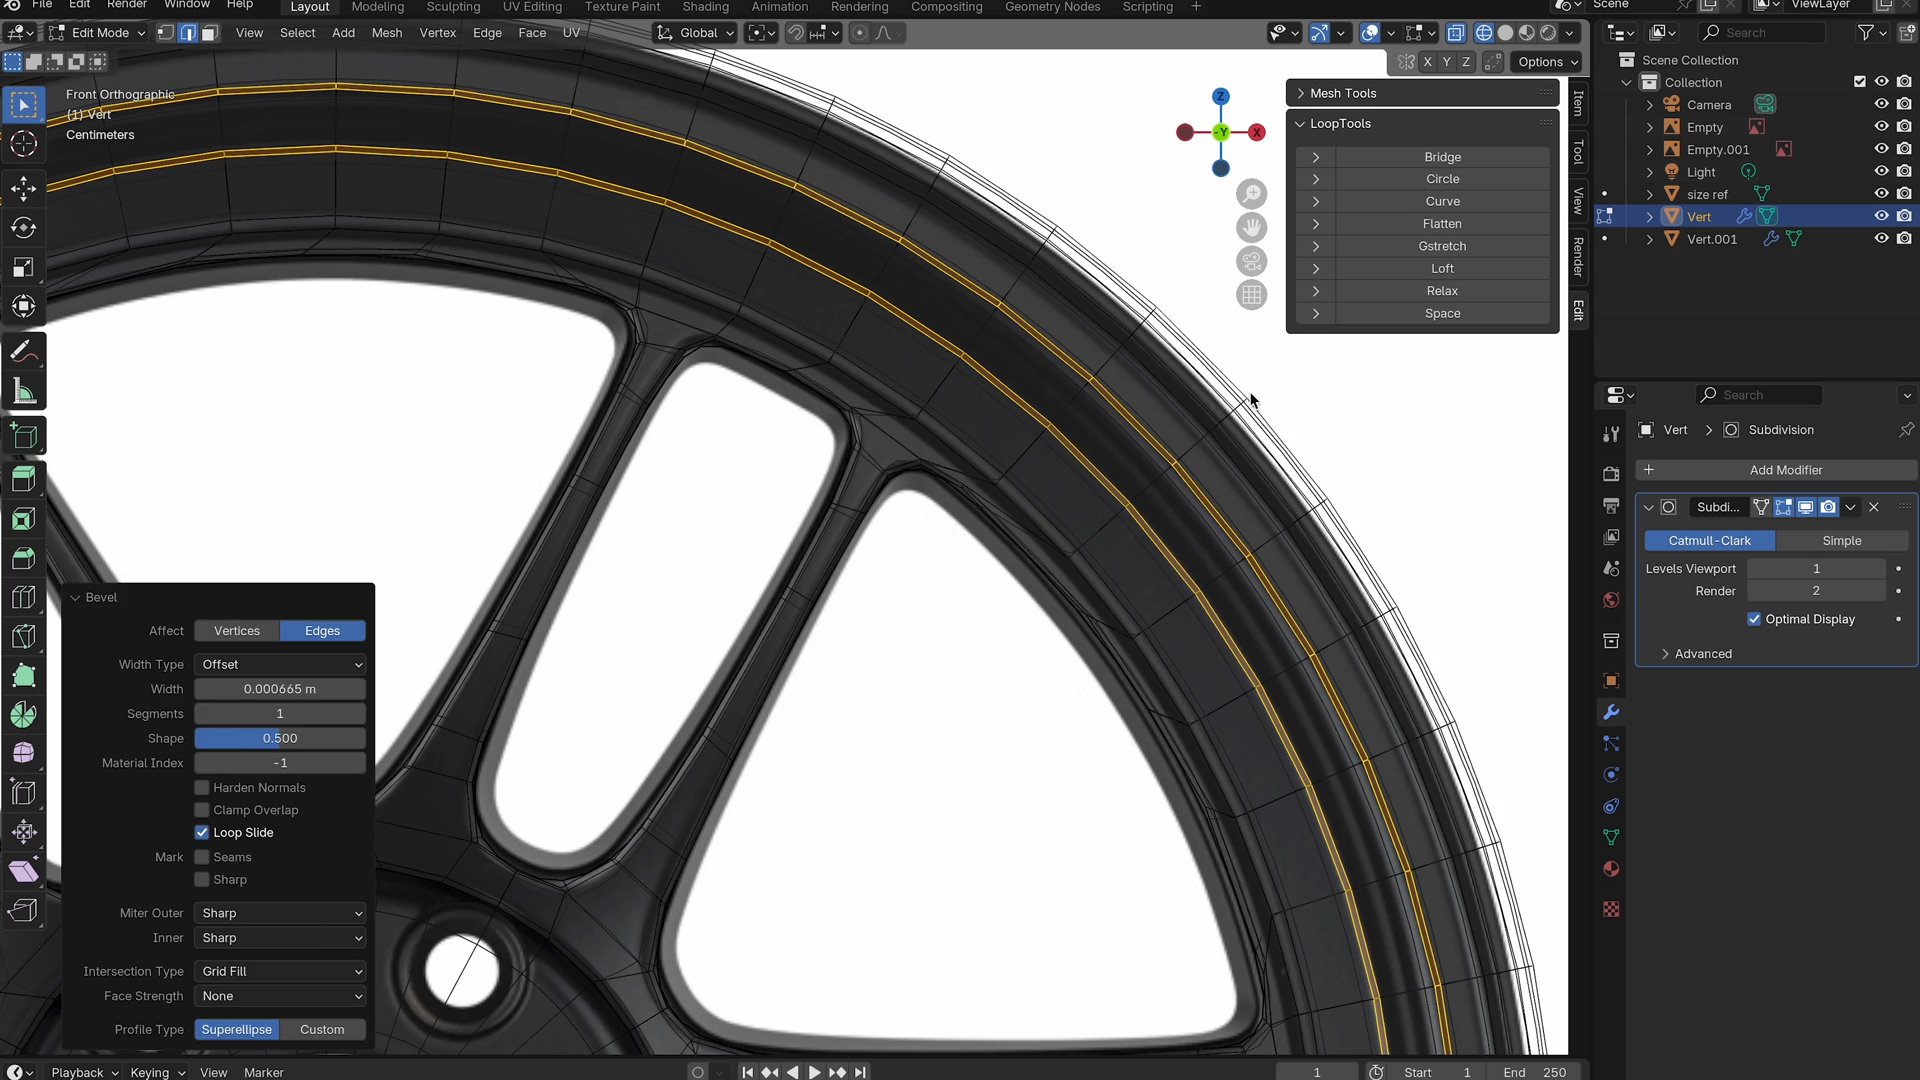 File Edit Render Window Help Layout Modeling Sculpting UV Editing Texture Paint Shading Animation Rendering Compositing Geometry Nodes Scripting + Scene ViewLayer
Edit Mode View Select Add Mesh Vertex Edge Face UV Global Search
X Y Z Options
Front Orthographic
(1) Vert
Centimeters
Z
-Y X
Mesh Tools
LoopTools
Bridge
Circle
Curve
Flatten
Gstretch
Loft
Relax
Space
Item
Tool
View
Render
Edit
Scene Collection
Collection
Camera
Empty
Empty.001
Light
size ref
Vert
Vert.001
Search
Vert > Subdivision
+ Add Modifier
Subdi...
Catmull-Clark Simple
Levels Viewport 1
Render 2
Optimal Display
Advanced
Bevel
Affect Vertices Edges
Width Type Offset
Width 0.000665 m
Segments 1
Shape 0.500
Material Index -1
Harden Normals
Clamp Overlap
Loop Slide
Mark Seams
Sharp
Miter Outer Sharp
Inner Sharp
Intersection Type Grid Fill
Face Strength None
Profile Type Superellipse Custom
Playback Keying View Marker 1 Start 1 End 250